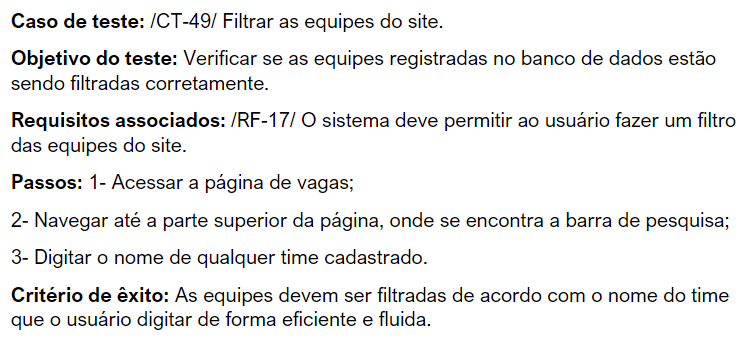 Caso de teste: /CT-49/ Filtrar as equipes do site.
Objetivo do teste: Verificar se as equipes registradas no banco de dados estão
sendo filtradas corretamente.
Requisitos associados: /RF-17/ O sistema deve permitir ao usuário fazer um filtro
das equipes do site.
Passos: 1- Acessar a página de vagas;
2- Navegar até a parte superior da página, onde se encontra a barra de pesquisa;
3- Digitar o nome de qualquer time cadastrado.
Critério de êxito: As equipes devem ser filtradas de acordo com o nome do time
que o usuário digitar de forma eficiente e fluida.